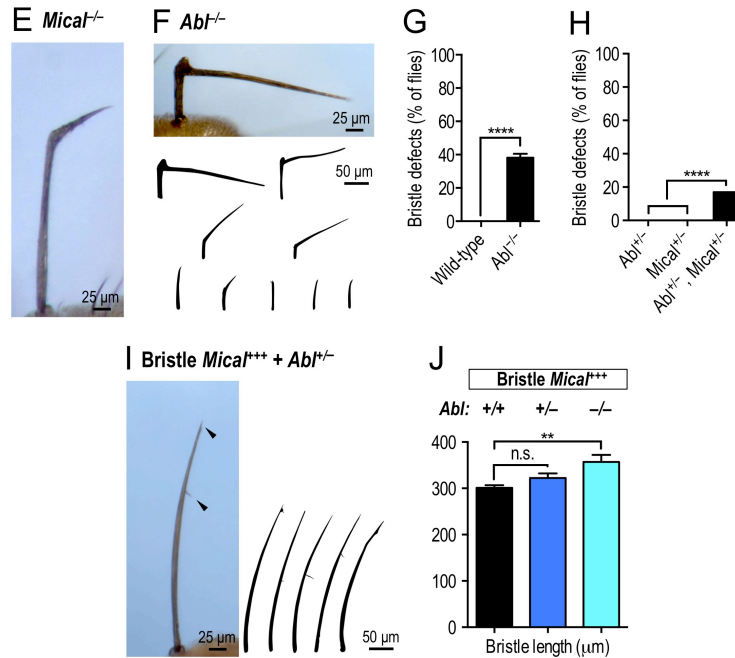 E Mical–/–
25 µm
F Abl–/–
25 µm
50 µm
G
Bristle defects (% of flies)
100
80
60
40
20
0
****
Wild-type
Abl–/–
H
Bristle defects (% of flies)
100
80
60
40
20
0
****
Abl+/–
Mical+/–
Abl+/–, Mical+/–
I Bristle Mical+++ + Abl+/–
25 µm
50 µm
J
Bristle Mical+++
Abl: +/+ +/– –/–
400
300
200
100
0
**
n.s.
Bristle length (µm)